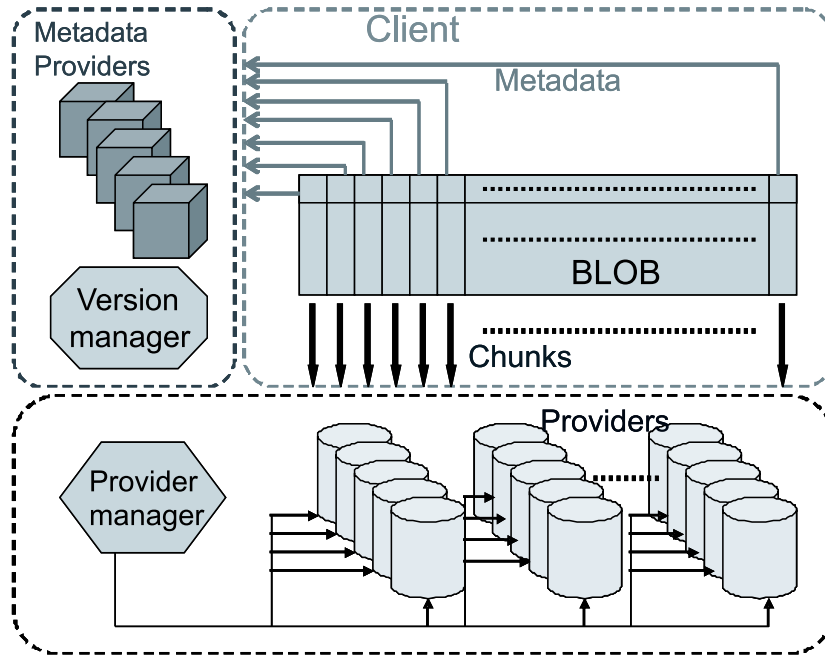 Metadata
Providers
Client
Metadata
BLOB
Version
manager
Chunks
Providers
Provider
manager